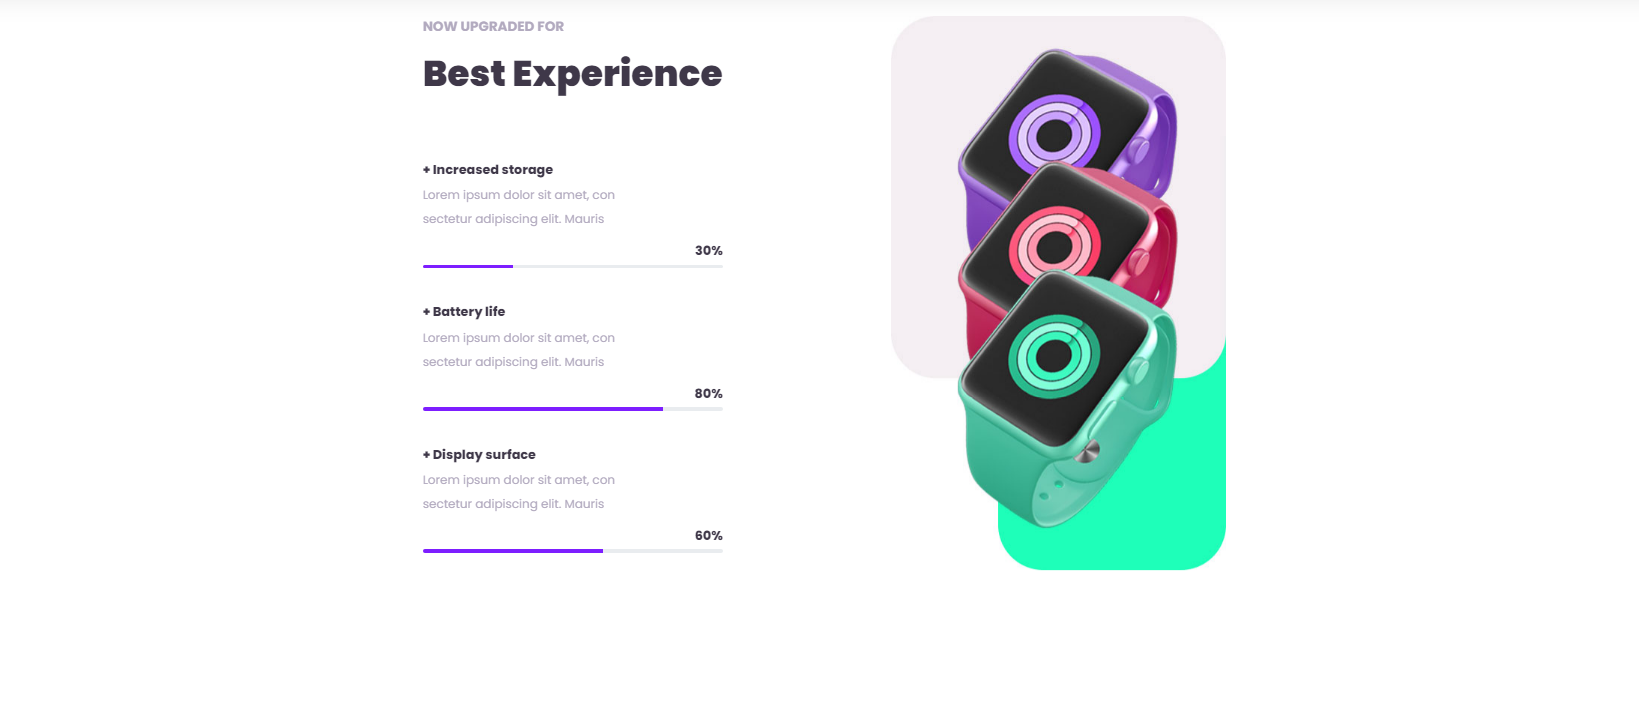 NOW UPGRADED FOR
Best Experience
+ Increased storage
Lorem ipsum dolor sit amet, con
sectetur adipiscing elit. Mauris
30%
+ Battery life
Lorem ipsum dolor sit amet, con
sectetur adipiscing elit. Mauris
80%
+ Display surface
Lorem ipsum dolor sit amet, con
sectetur adipiscing elit. Mauris
60%